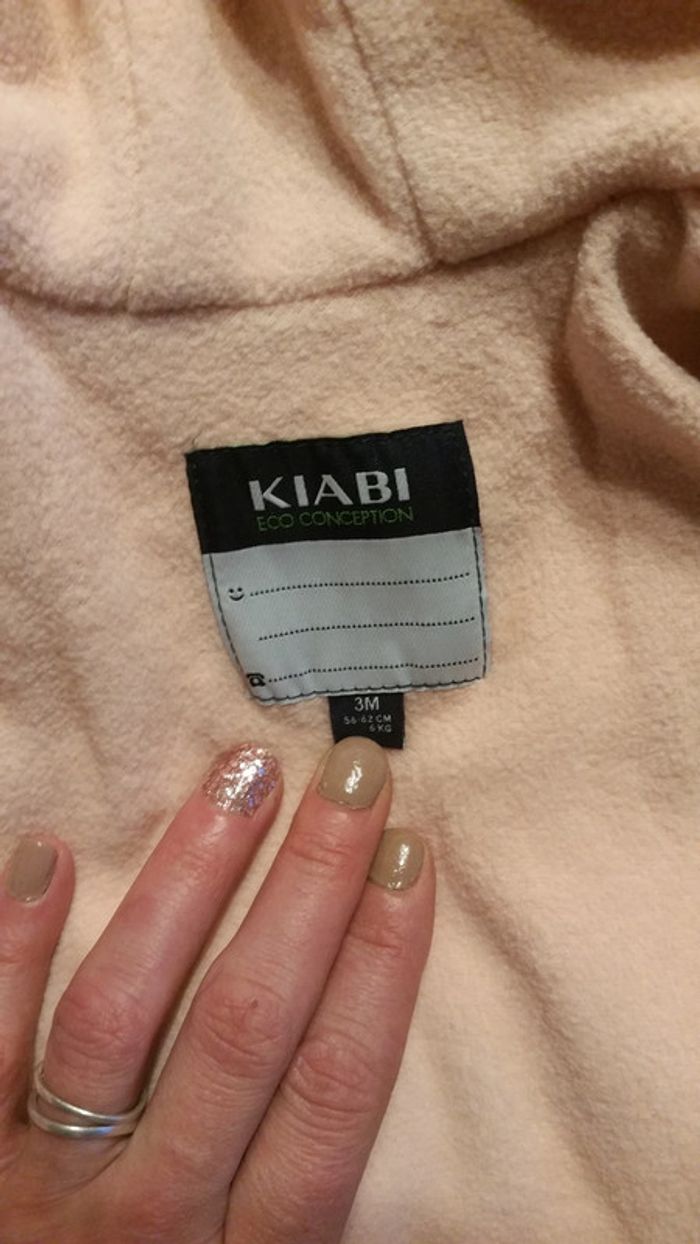 KIABI
ECO CONCEPTION
3M
56-62 CM
6 KG